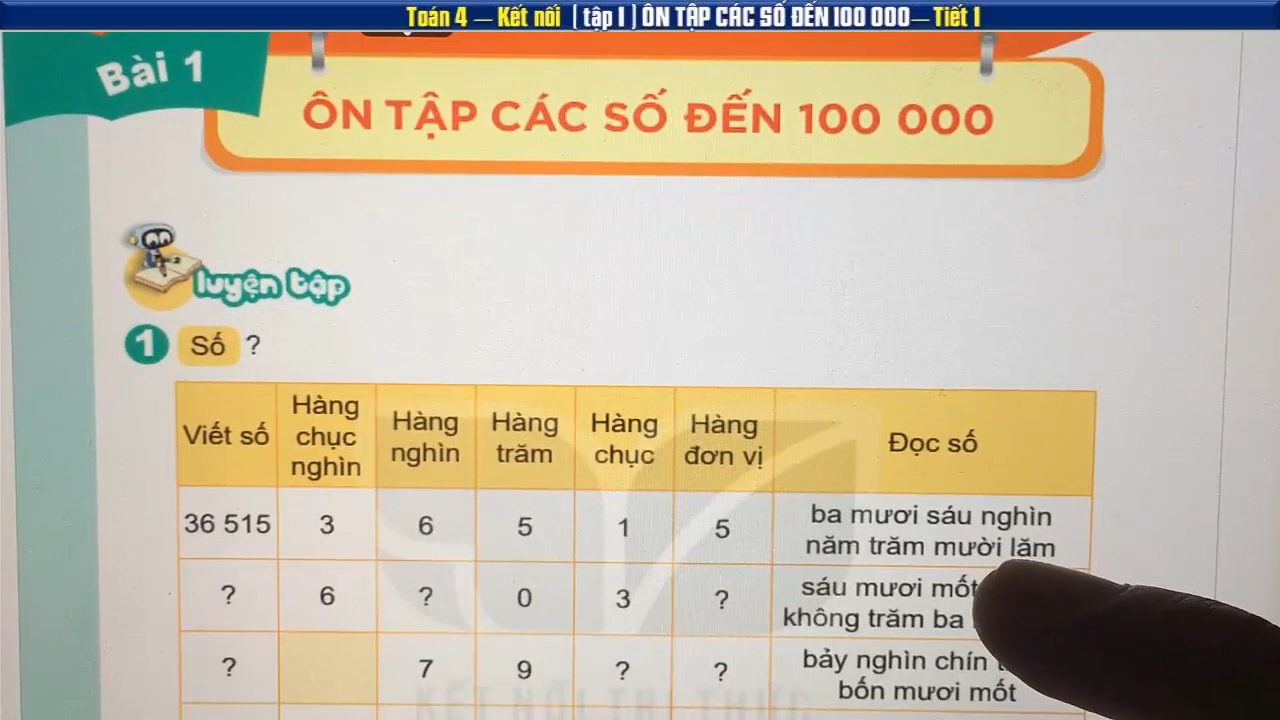 Toán 4 – Kết nối ( tập 1 ) ÔN TẬP CÁC SỐ ĐẾN 100 000– Tiết 1
Bài 1
ÔN TẬP CÁC SỐ ĐẾN 100 000
luyện tập
1 Số ?
Viết số Hàng chục nghìn Hàng nghìn Hàng trăm Hàng chục Hàng đơn vị Đọc số
36 515 3 6 5 1 5 ba mươi sáu nghìn
năm trăm mười lăm
? 6 ? 0 3 ? sáu mươi mốt
không trăm ba
? 7 9 ? ? bảy nghìn chín
bốn mươi mốt
KẾT NỐI TRI THỨC